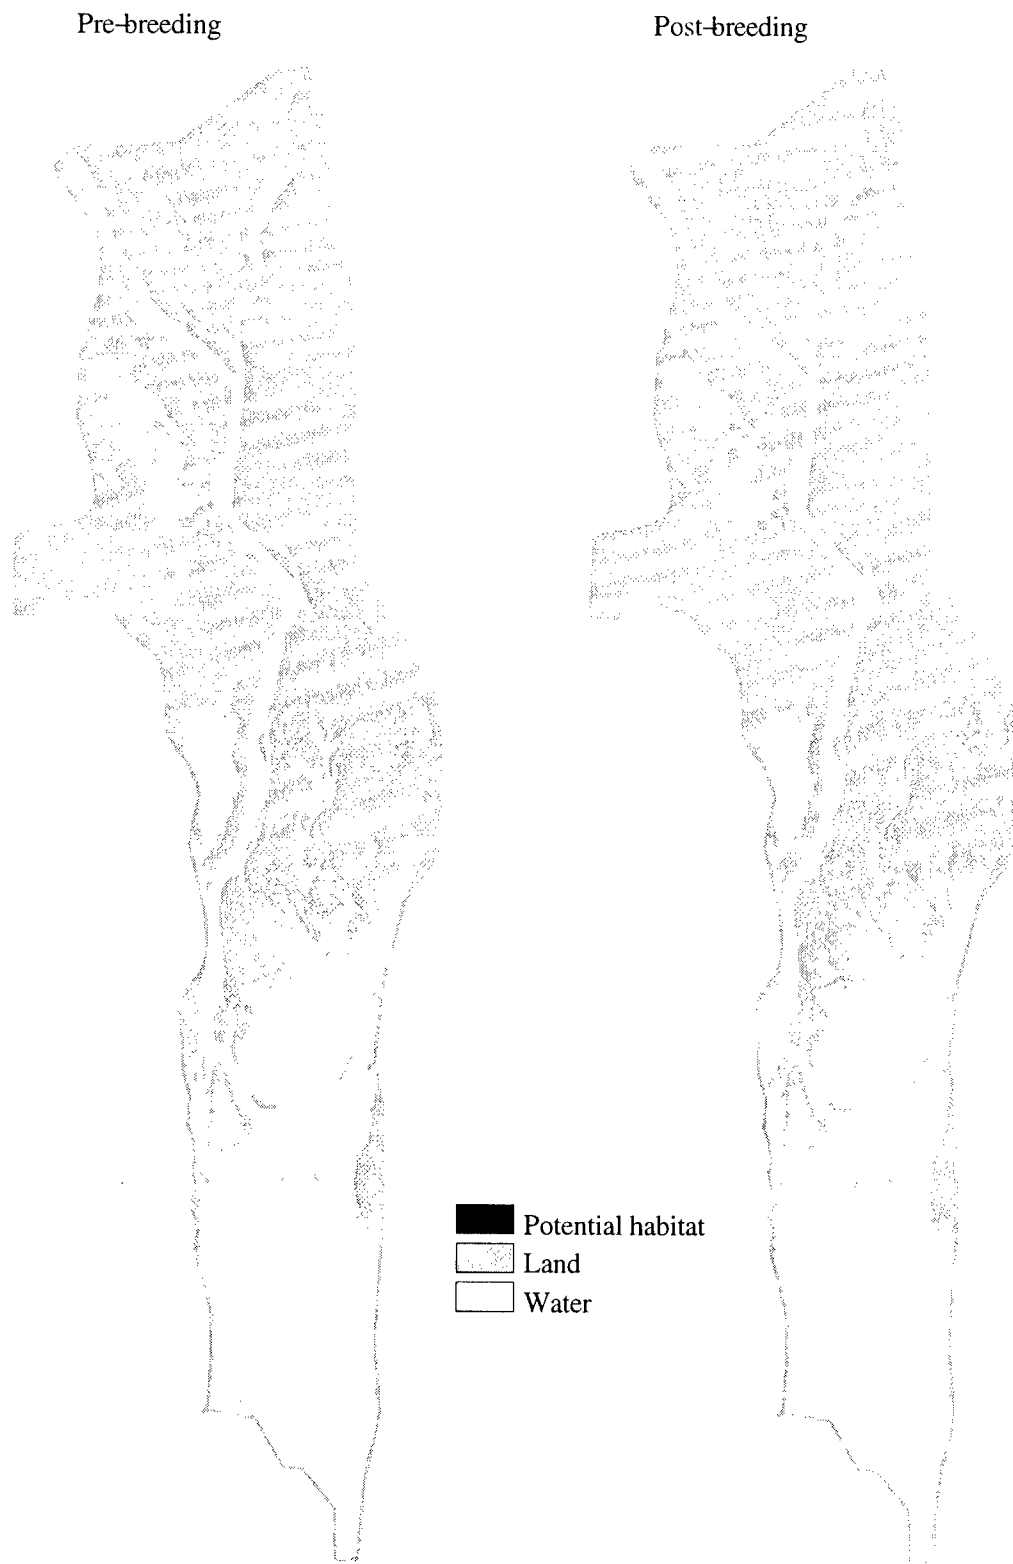 Pre-breeding
Post-breeding
Potential habitat
Land
Water